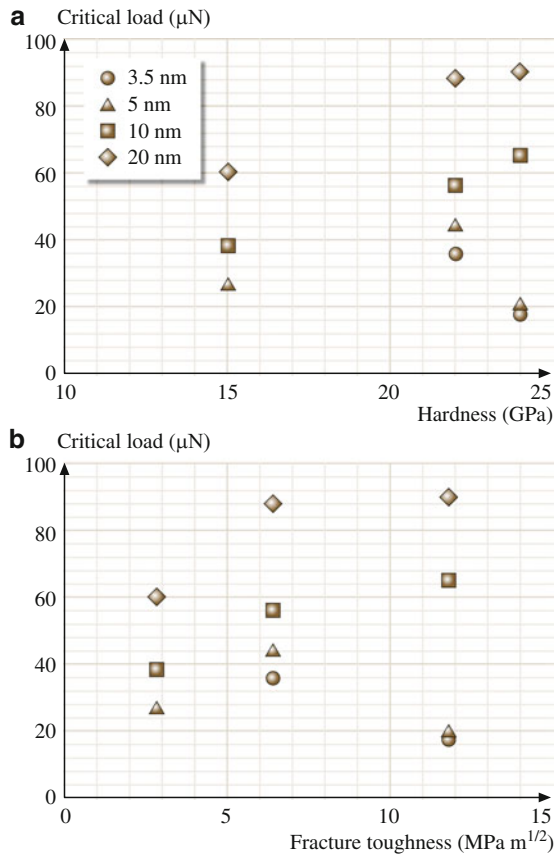 a Critical load (μN)
100
80
60
40
20
0
3.5 nm
5 nm
10 nm
20 nm
10 15 20 25
Hardness (GPa)
b Critical load (μN)
100
80
60
40
20
0
0 5 10 15
Fracture toughness (MPa m^1/2)